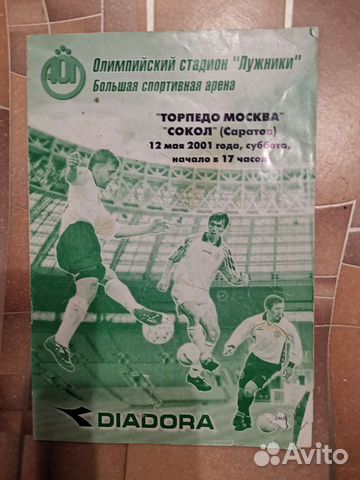 Олимпийский стадион "Лужники"
Большая спортивная арена
"ТОРПЕДО МОСКВА"
"СОКОЛ" (Саратов)
12 мая 2001 года, суббота,
начало в 17 часов
DIADORA
Avito